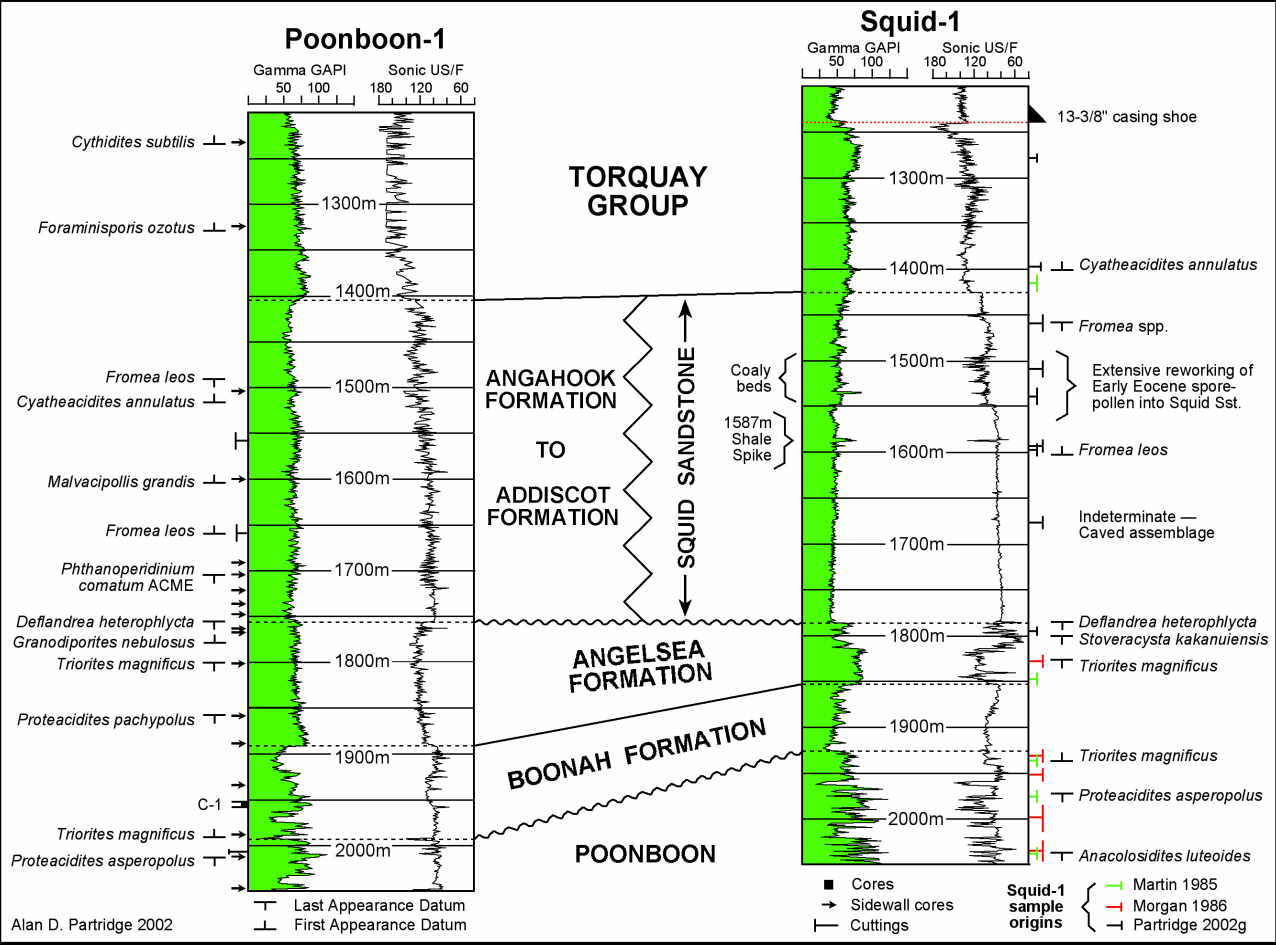 Poonboon-1
Squid-1
Gamma GAPI
Sonic US/F
50 100
180 120 60
Gamma GAPI
Sonic US/F
50 100
180 120 60
13-3/8" casing shoe
Cythidites subtilis
Foraminisporis ozotus
Fromea leos
Cyatheacidites annulatus
Malvacipollis grandis
Fromea leos
Phthanoperidinium
comatum ACME
Deflandrea heterophlycta
Granodiporites nebulosus
Triorites magnificus
Proteacidites pachypolus
C-1
Triorites magnificus
Proteacidites asperopolus
1300m
1400m
1500m
1600m
1700m
1800m
1900m
2000m
TORQUAY
GROUP
ANGAHOOK
FORMATION
TO
ADDISCOT
FORMATION
SQUID SANDSTONE
ANGELSEA
FORMATION
BOONAH FORMATION
POONBOON
Coaly
beds
1587m
Shale
Spike
1300m
1400m
1500m
1600m
1700m
1800m
1900m
2000m
Cyatheacidites annulatus
Fromea spp.
Extensive reworking of
Early Eocene spore-
pollen into Squid Sst.
Fromea leos
Indeterminate —
Caved assemblage
Deflandrea heterophlycta
Stoveracysta kakanuiensis
Triorites magnificus
Triorites magnificus
Proteacidites asperopolus
Anacolosidites luteoides
Alan D. Partridge 2002
Last Appearance Datum
First Appearance Datum
Cores
Sidewall cores
Cuttings
Squid-1
sample
origins
Martin 1985
Morgan 1986
Partridge 2002g